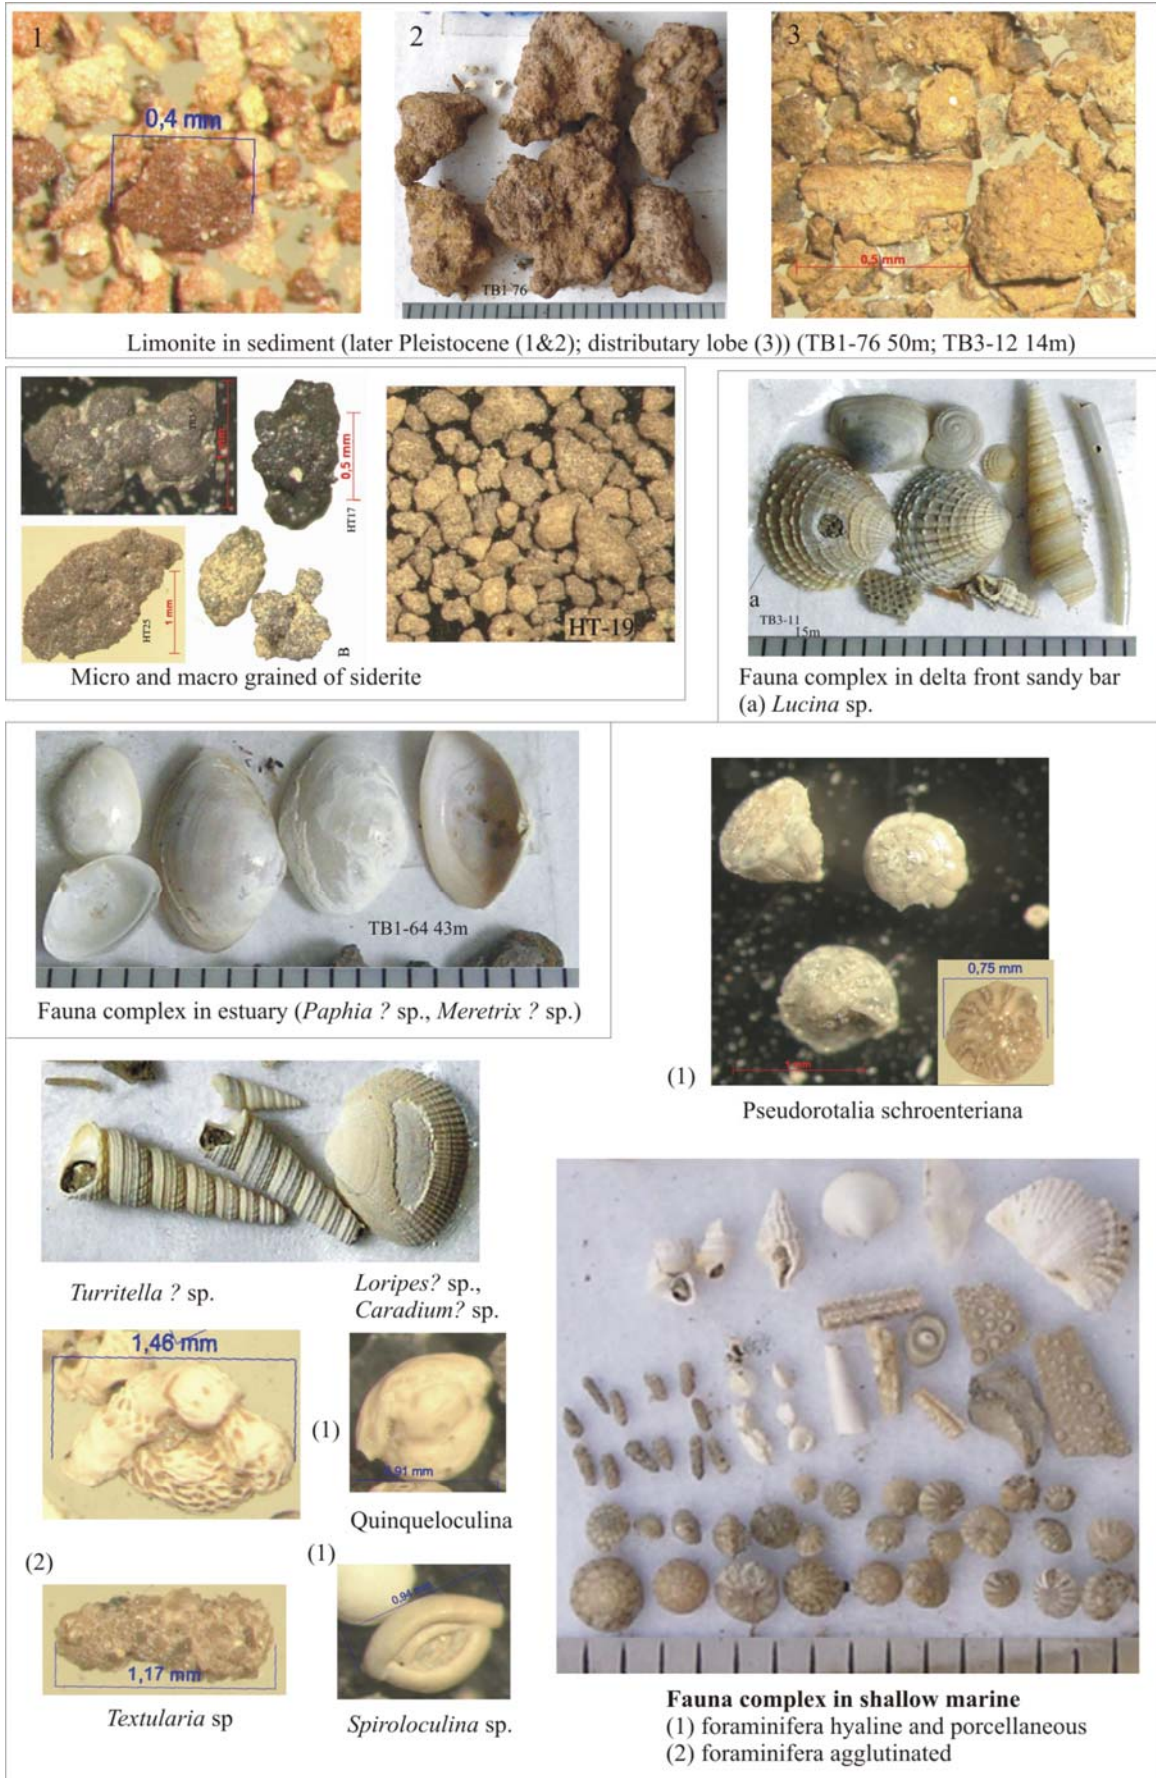 1
0,4 mm
2
TB1 76
3
0.5 mm
Limonite in sediment (later Pleistocene (1&2); distributary lobe (3)) (TB1-76 50m; TB3-12 14m)
0,5 mm
HT17
1 mm
HT25
B
HT-19
Micro and macro grained of siderite
a
TB3-11
15m
Fauna complex in delta front sandy bar
(a) Lucina sp.
TB1-64 43m
Fauna complex in estuary (Paphia ? sp., Meretrix ? sp.)
0,75 mm
(1)
Pseudorotalia schroenteriana
Turritella ? sp.
Loripes? sp.,
Caradium? sp.
1,46 mm
(1)
0,91 mm
Quinqueloculina
(2)
(1)
1,17 mm
Textularia sp
Spiroloculina sp.
Fauna complex in shallow marine
(1) foraminifera hyaline and porcellaneous
(2) foraminifera agglutinated